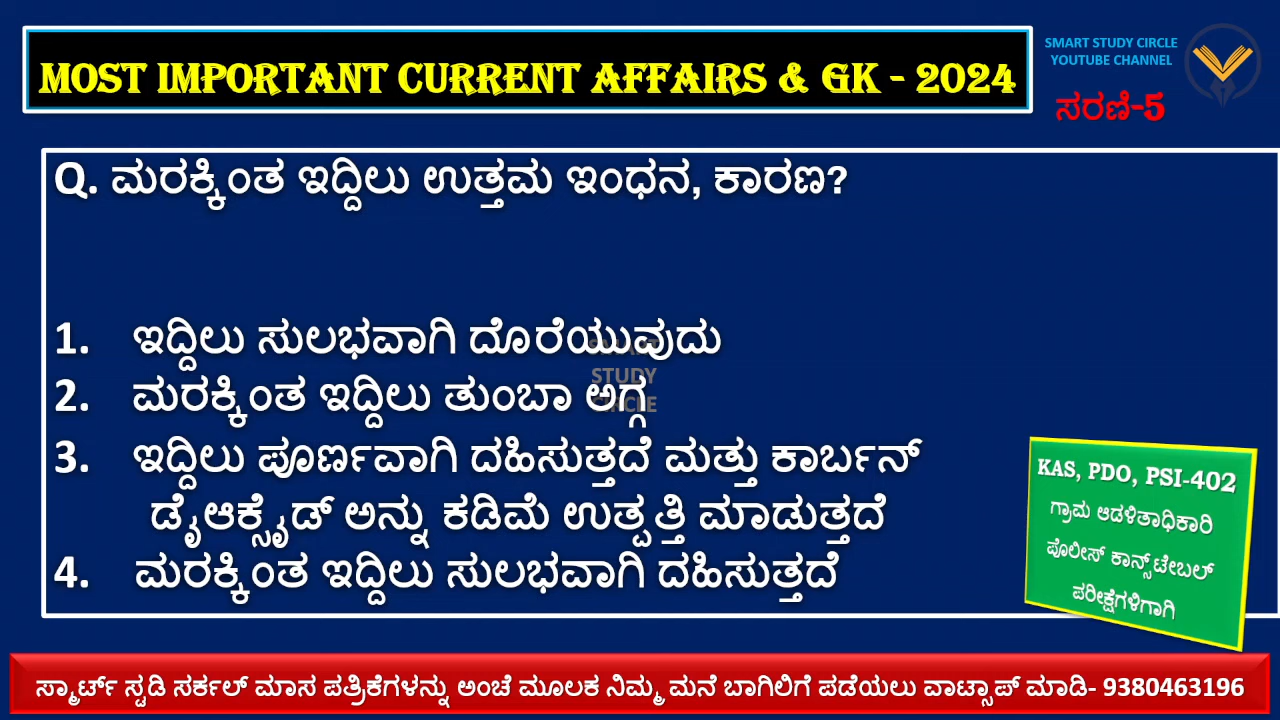 MOST IMPORTANT CURRENT AFFAIRS & GK - 2024
SMART STUDY CIRCLE
YOUTUBE CHANNEL
ಸರಣಿ-5
Q. ಮರಕ್ಕಿಂತ ಇದ್ದಿಲು ಉತ್ತಮ ಇಂಧನ, ಕಾರಣ?
1. ಇದ್ದಿಲು ಸುಲಭವಾಗಿ ದೊರೆಯುವುದು
2. ಮರಕ್ಕಿಂತ ಇದ್ದಿಲು ತುಂಬಾ ಅಗ್ಗ
3. ಇದ್ದಿಲು ಪೂರ್ಣವಾಗಿ ದಹಿಸುತ್ತದೆ ಮತ್ತು ಕಾರ್ಬನ್
ಡೈಆಕ್ಸೈಡ್ ಅನ್ನು ಕಡಿಮೆ ಉತ್ಪತ್ತಿ ಮಾಡುತ್ತದೆ
4. ಮರಕ್ಕಿಂತ ಇದ್ದಿಲು ಸುಲಭವಾಗಿ ದಹಿಸುತ್ತದೆ
SMART
STUDY
CIRCLE
KAS, PDO, PSI-402
ಗ್ರಾಮ ಆಡಳಿತಾಧಿಕಾರಿ
ಪೊಲೀಸ್ ಕಾನ್ಸ್‌ಟೇಬಲ್
ಪರೀಕ್ಷೆಗಳಿಗಾಗಿ
ಸ್ಮಾರ್ಟ್ ಸ್ಟಡಿ ಸರ್ಕಲ್ ಮಾಸ ಪತ್ರಿಕೆಗಳನ್ನು ಅಂಚೆ ಮೂಲಕ ನಿಮ್ಮ ಮನೆ ಬಾಗಿಲಿಗೆ ಪಡೆಯಲು ವಾಟ್ಸಾಪ್ ಮಾಡಿ- 9380463196